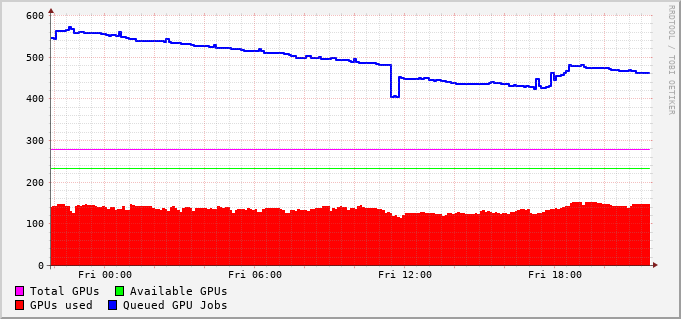 600
500
400
300
200
100
0
Fri 00:00 Fri 06:00 Fri 12:00 Fri 18:00
Total GPUs Available GPUs
GPUs used Queued GPU Jobs
RRDTOOL / TOBI OETIKER